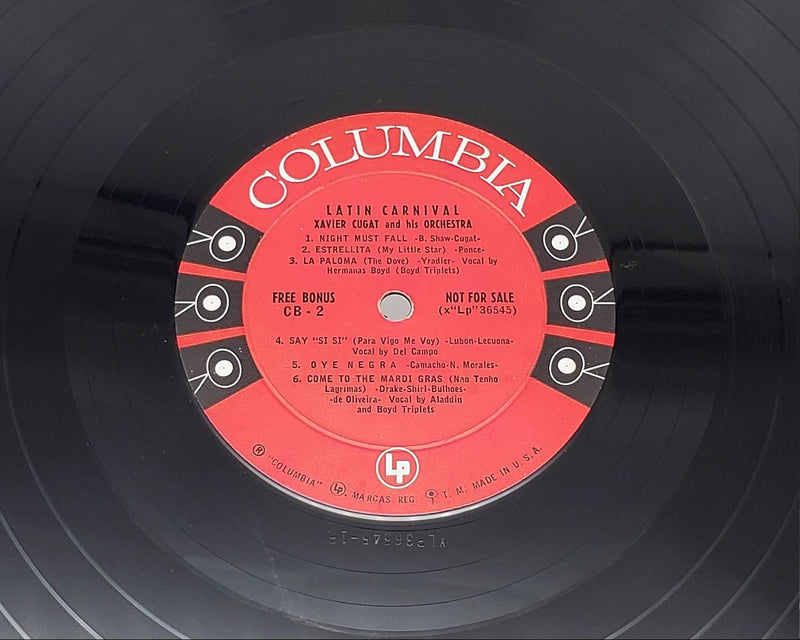 COLUMBIA
LATIN CARNIVAL
XAVIER CUGAT and his ORCHESTRA
1. NIGHT MUST FALL -B. Shaw-Cugat-
2. ESTRELLITA (My Little Star) -Ponce-
3. LA PALOMA (The Dove) -Yradier- Vocal by
Hermanas Boyd (Boyd Triplets)
FREE BONUS
CB - 2
NOT FOR SALE
(x"Lp"36545)
4. SAY "SI SI" (Para Vigo Me Voy) -Lubon-Lecuona-
Vocal by Del Campo
5. OYE NEGRA -Camacho-N. Morales-
6. COME TO THE MARDI GRAS (Nao Tenho
Lagrimas) -Drake-Shirl-Bulhoes-
-de Oliveira- Vocal by Aladdin
and Boyd Triplets
Lp
® "COLUMBIA" Lp MARCAS REG. T. M. MADE IN U. S. A.